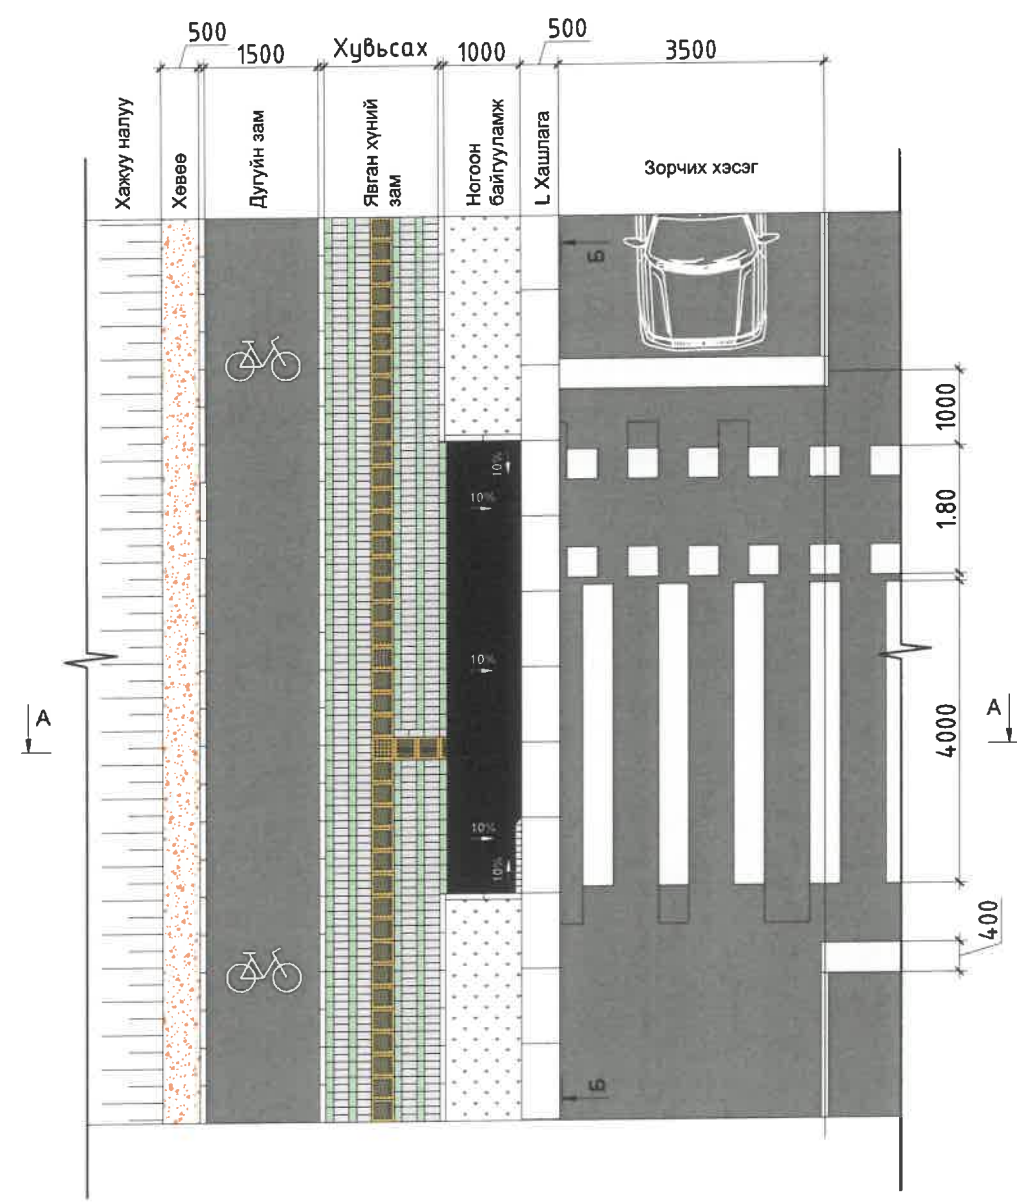 500
1500
Хувьсах
1000
500
3500
Хажуу налуу
Хөвөө
Дугуйн зам
Явган хүний
зам
Ногоон
байгууламж
L Хашлага
Зорчих хэсэг
Б
1000
10%
10%
1.80
10%
А
А
4000
10%
10%
400
Б